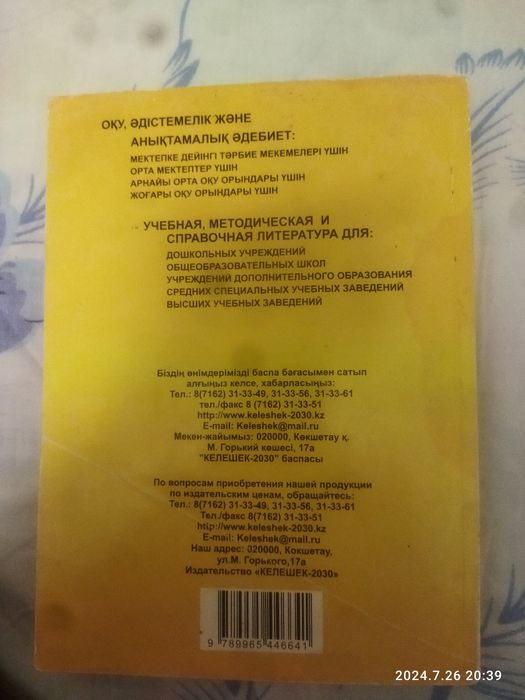 ОҚУ, ӘДІСТЕМЕЛІК ЖӘНЕ
АНЫҚТАМАЛЫҚ ӘДЕБИЕТ:
МЕКТЕПКЕ ДЕЙІНГІ ТӘРБИЕ МЕКЕМЕЛЕРІ ҮШІН
ОРТА МЕКТЕПТЕР ҮШІН
АРНАЙЫ ОРТА ОҚУ ОРЫНДАРЫ ҮШІН
ЖОҒАРЫ ОҚУ ОРЫНДАРЫ ҮШІН
УЧЕБНАЯ, МЕТОДИЧЕСКАЯ И
СПРАВОЧНАЯ ЛИТЕРАТУРА ДЛЯ:
ДОШКОЛЬНЫХ УЧРЕЖДЕНИЙ
ОБЩЕОБРАЗОВАТЕЛЬНЫХ ШКОЛ
УЧРЕЖДЕНИЙ ДОПОЛНИТЕЛЬНОГО ОБРАЗОВАНИЯ
СРЕДНИХ СПЕЦИАЛЬНЫХ УЧЕБНЫХ ЗАВЕДЕНИЙ
ВЫСШИХ УЧЕБНЫХ ЗАВЕДЕНИЙ
Біздің өнімдерімізді баспа бағасымен сатып
алғыңыз келсе, хабарласыңыз:
Тел.: 8(7162) 31-33-49, 31-33-56, 31-33-61
тел./факс 8 (7162) 31-33-51
http://www.keleshek-2030.kz
E-mail: Keleshek@mail.ru
Мекен-жайымыз: 020000, Көкшетау қ.
М. Горький көшесі, 17а
"КЕЛЕШЕК-2030" баспасы
По вопросам приобретения нашей продукции
по издательским ценам, обращайтесь:
Тел.: 8(7162) 31-33-49, 31-33-56, 31-33-61
Тел./факс 8 (7162) 31-33-51
http://www.keleshek-2030.kz
E-mail: Keleshek@mail.ru
Наш адрес: 020000, Кокшетау,
ул.М. Горького,17а
Издательство «КЕЛЕШЕК-2030»
9 789965 446641
2024.7.26 20:39